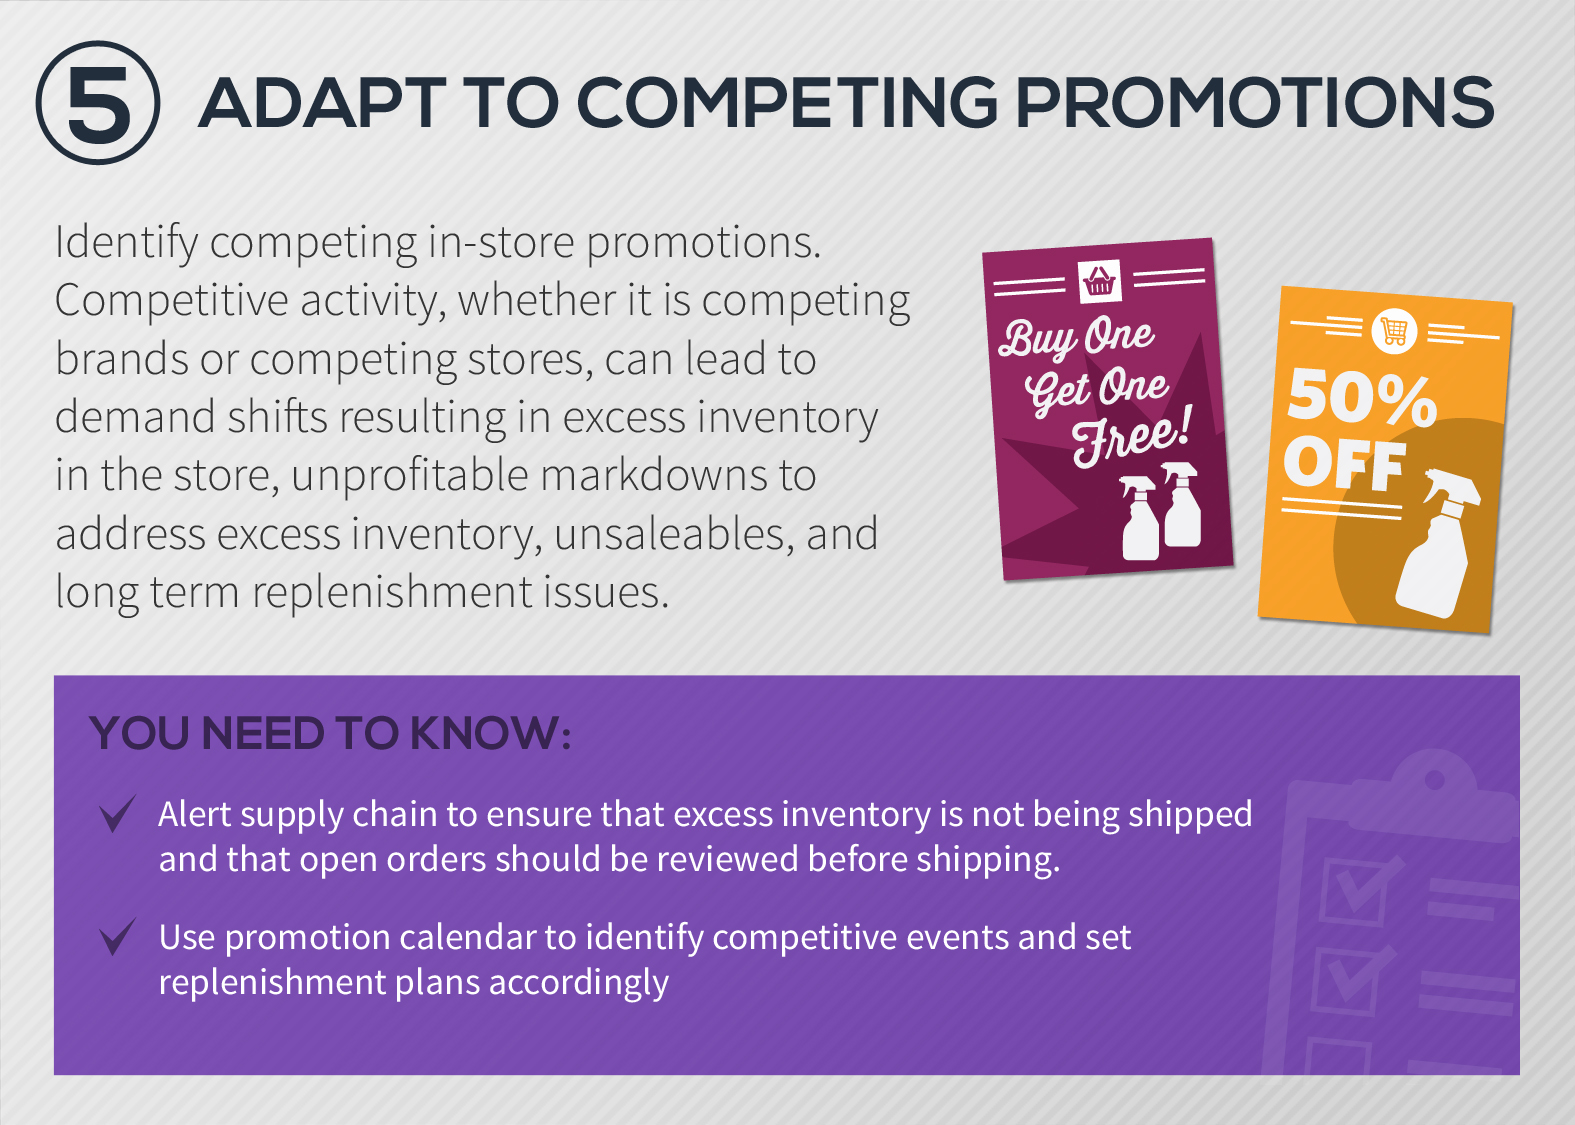 5 ADAPT TO COMPETING PROMOTIONS
Identify competing in-store promotions.
Competitive activity, whether it is competing
brands or competing stores, can lead to
demand shifts resulting in excess inventory
in the store, unprofitable markdowns to
address excess inventory, unsaleables, and
long term replenishment issues.
Buy One
Get One
Free!
50%
OFF
YOU NEED TO KNOW:
Alert supply chain to ensure that excess inventory is not being shipped
and that open orders should be reviewed before shipping.
Use promotion calendar to identify competitive events and set
replenishment plans accordingly